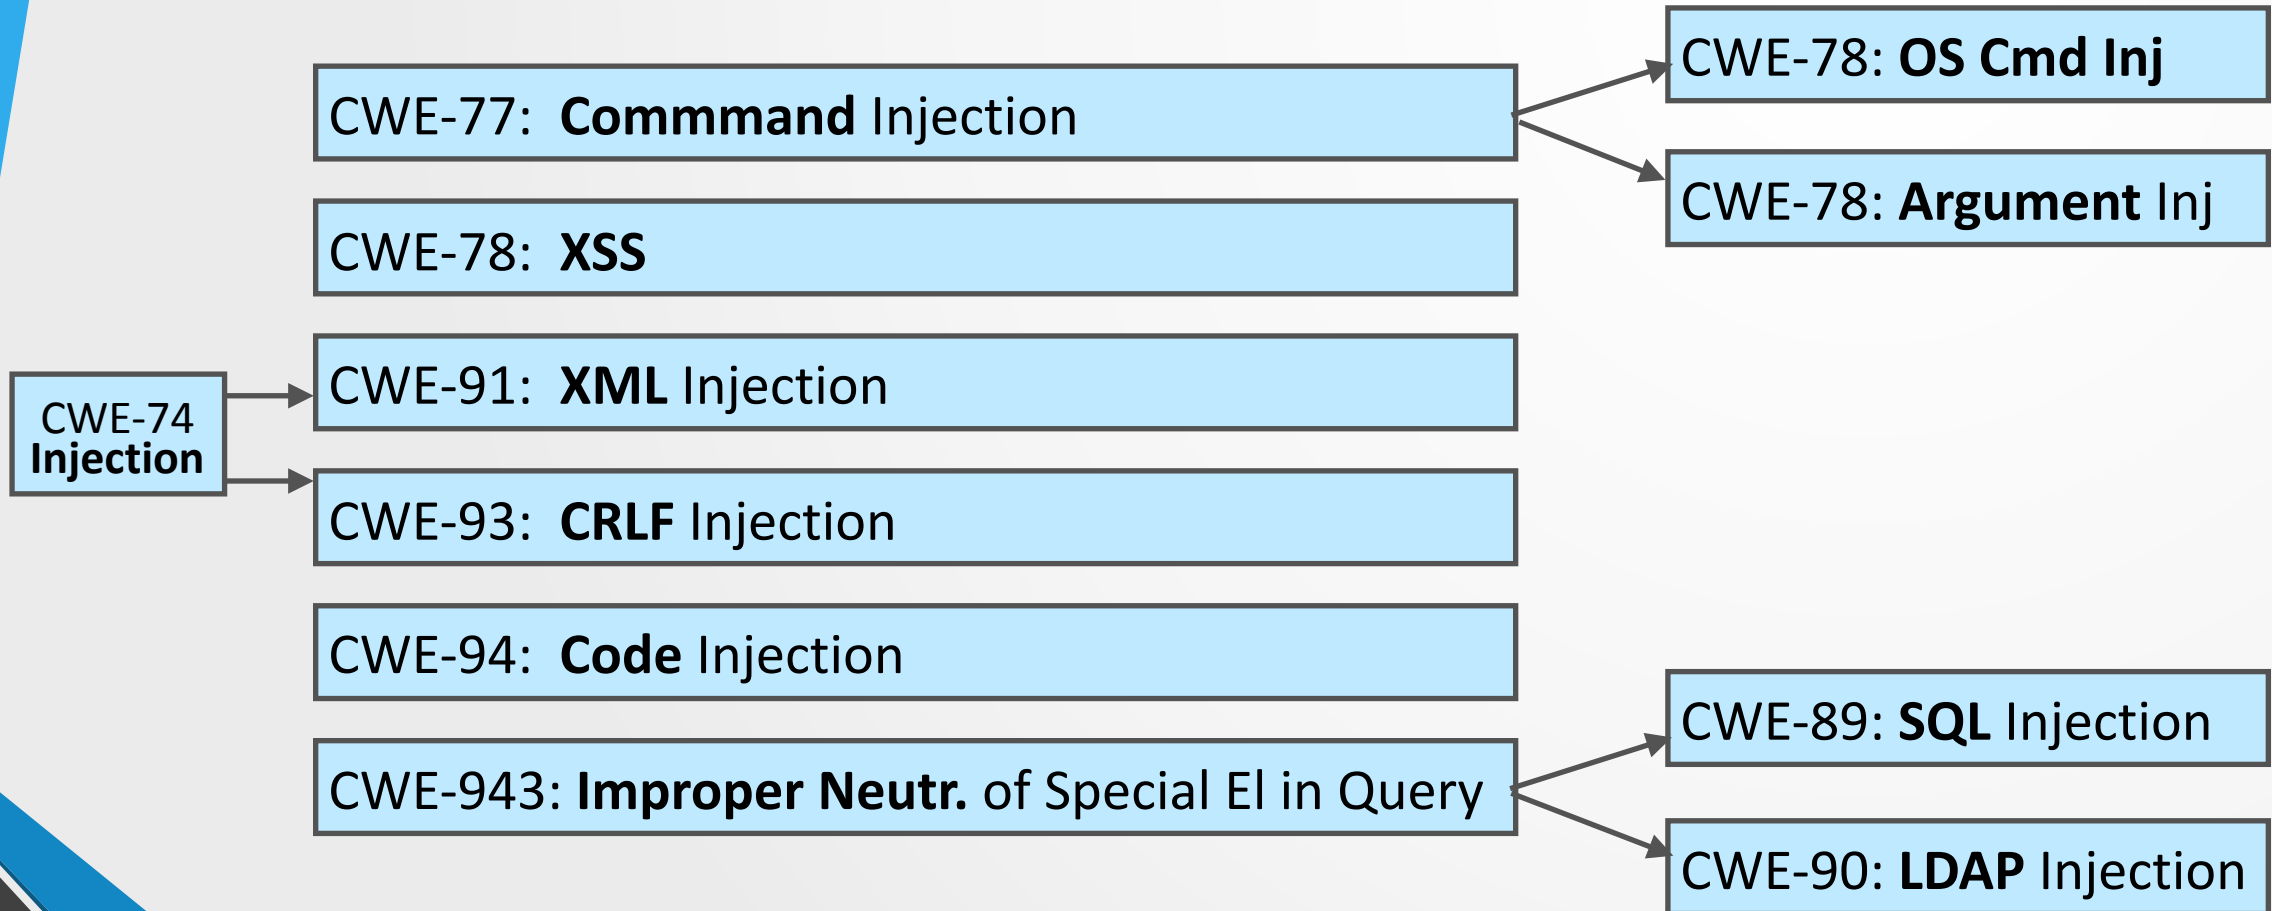 CWE-74
Injection
CWE-77: Commmand Injection
CWE-78: XSS
CWE-91: XML Injection
CWE-93: CRLF Injection
CWE-94: Code Injection
CWE-943: Improper Neutr. of Special El in Query
CWE-78: OS Cmd Inj
CWE-78: Argument Inj
CWE-89: SQL Injection
CWE-90: LDAP Injection